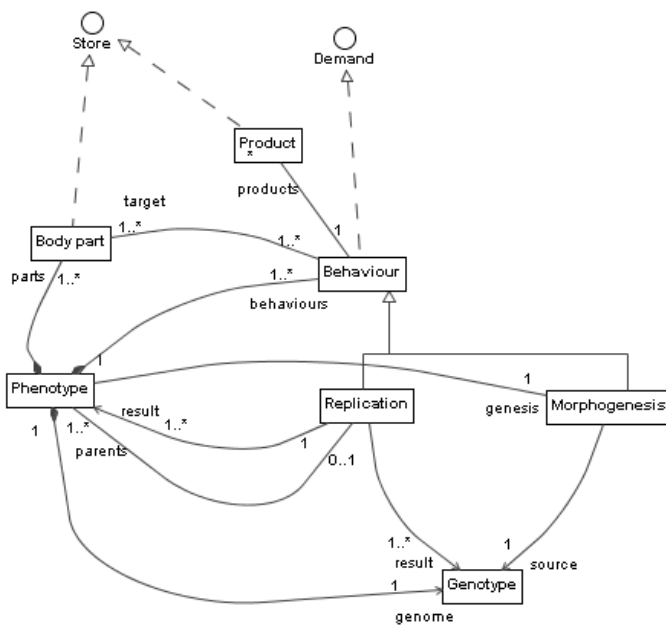 Store
Demand
Product
*
products
target
1..*
1..*
1
Body part
Behaviour
parts
1..*
1..*
behaviours
1
Phenotype
1
genesis
Replication
Morphogenesis
result
1
1..*
1..*
1
parents
0..1
1..*
result
1
source
1
Genotype
genome